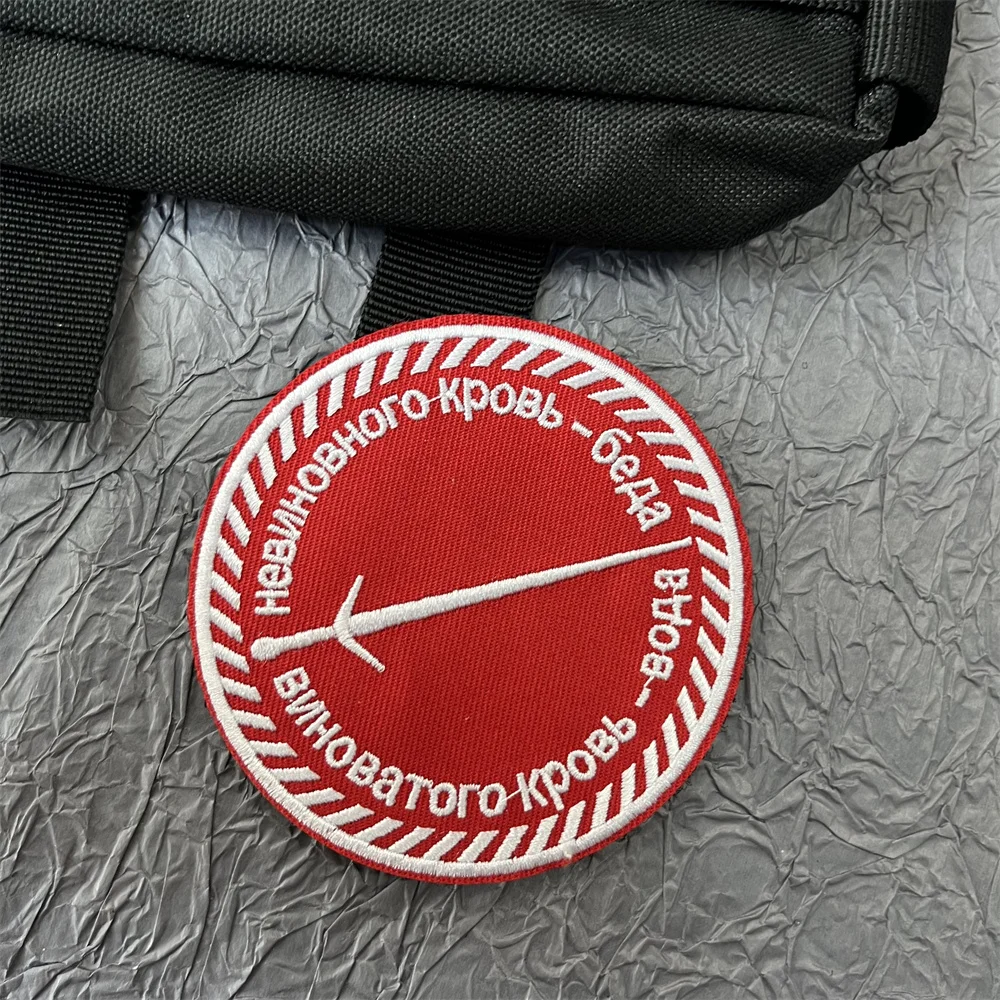 невиновного кровь - беда
виноватого кровь - вода